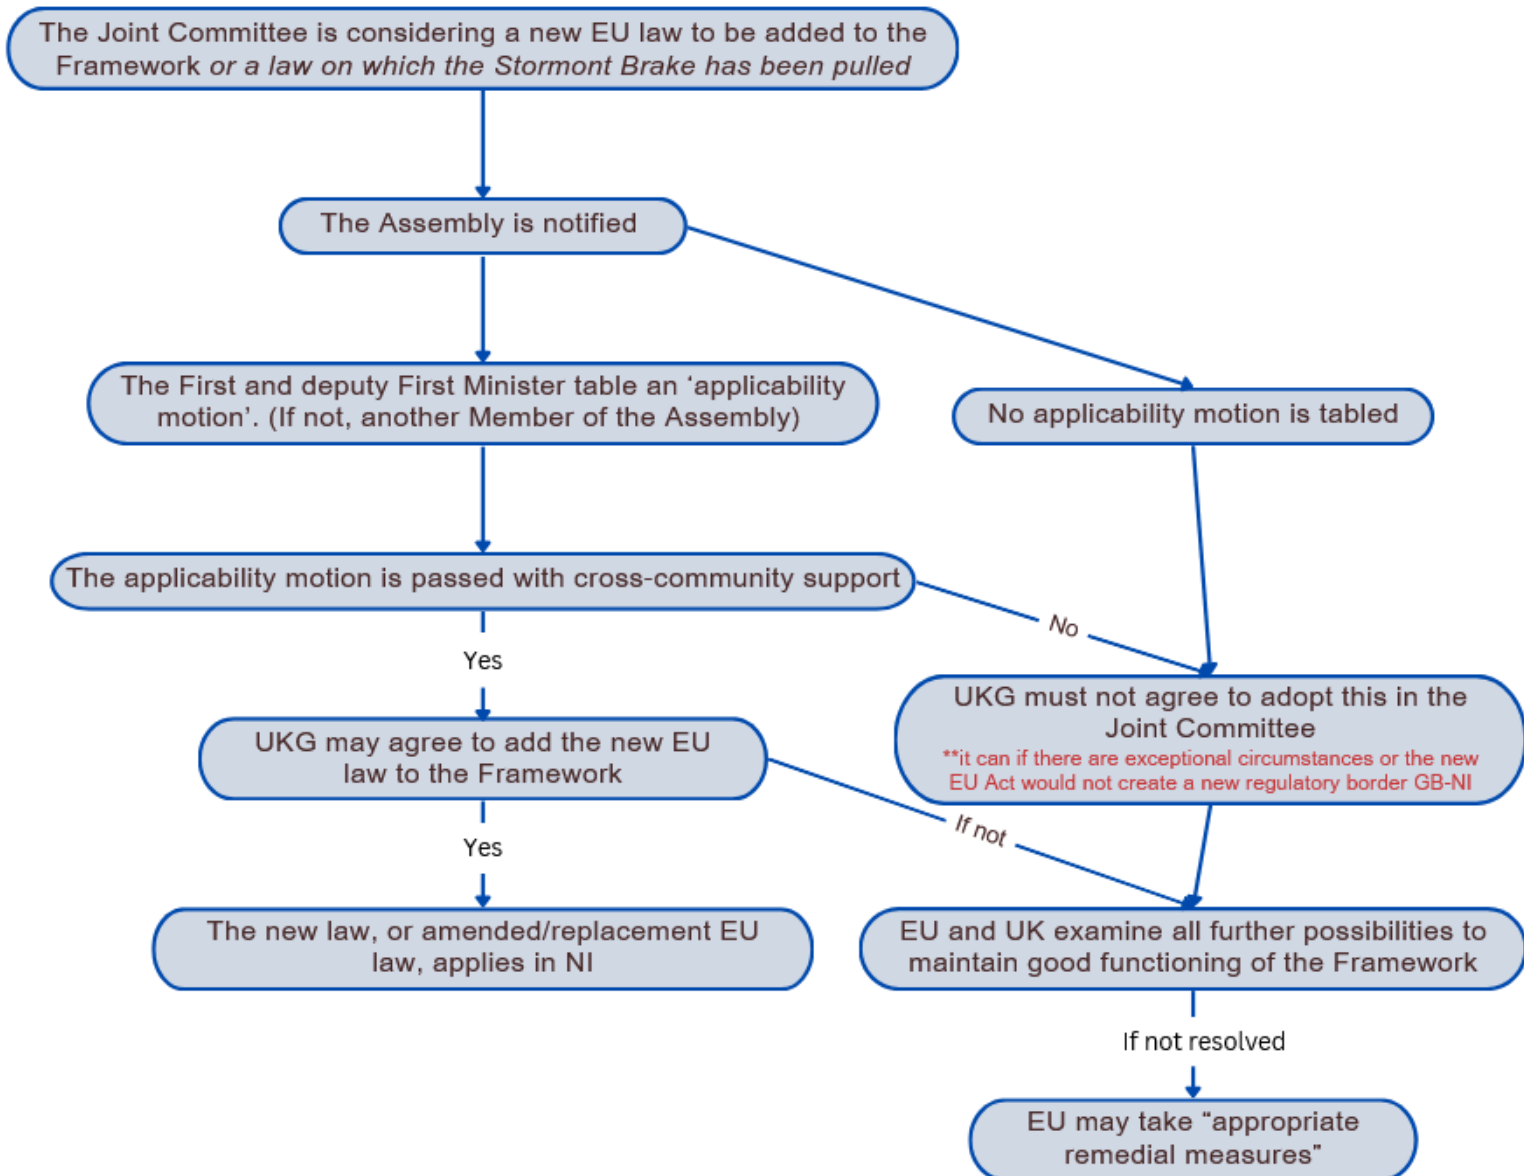 The Joint Committee is considering a new EU law to be added to the
Framework or a law on which the Stormont Brake has been pulled
The Assembly is notified
The First and deputy First Minister table an ‘applicability
motion’. (If not, another Member of the Assembly)
No applicability motion is tabled
The applicability motion is passed with cross-community support
No
Yes
UKG may agree to add the new EU
law to the Framework
UKG must not agree to adopt this in the
Joint Committee
**it can if there are exceptional circumstances or the new
EU Act would not create a new regulatory border GB-NI
If not
Yes
The new law, or amended/replacement EU
law, applies in NI
EU and UK examine all further possibilities to
maintain good functioning of the Framework
If not resolved
EU may take “appropriate
remedial measures”